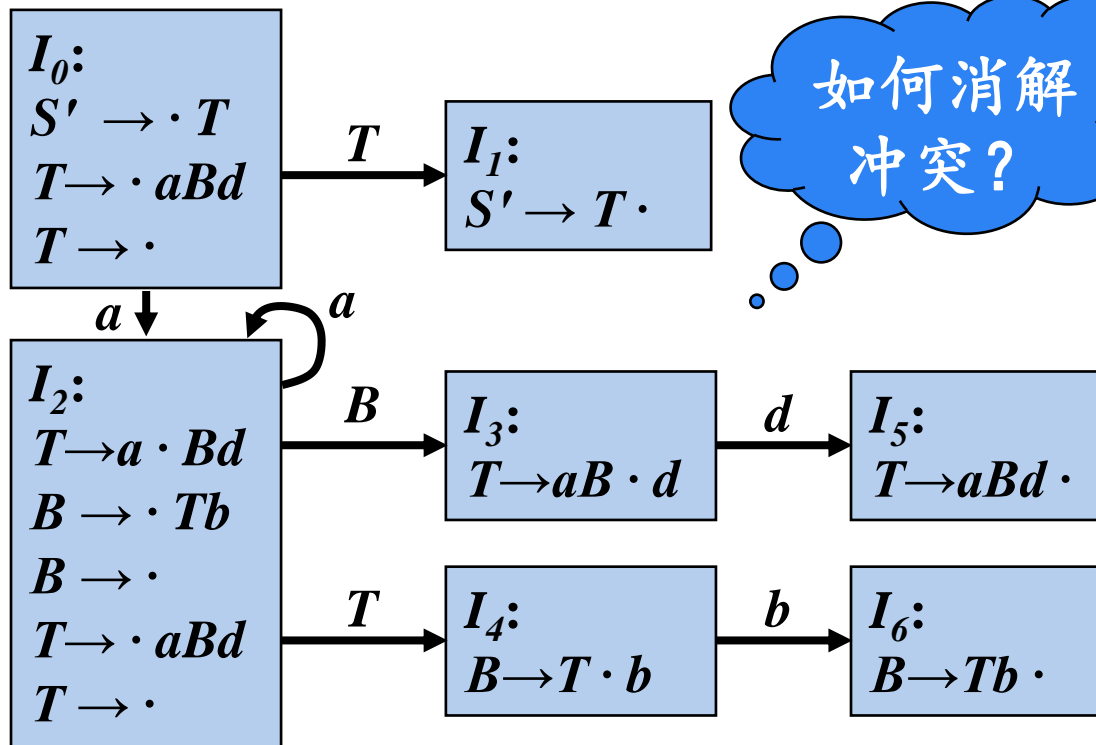 I₀:
S' → · T
T→ · aBd
T → ·
T
I₁:
S' → T ·
如何消解
冲突？
a
a
I₂:
T→a · Bd
B → · Tb
B → ·
T→ · aBd
T → ·
B
I₃:
T→aB · d
d
I₅:
T→aBd ·
T
I₄:
B→T · b
b
I₆:
B→Tb ·